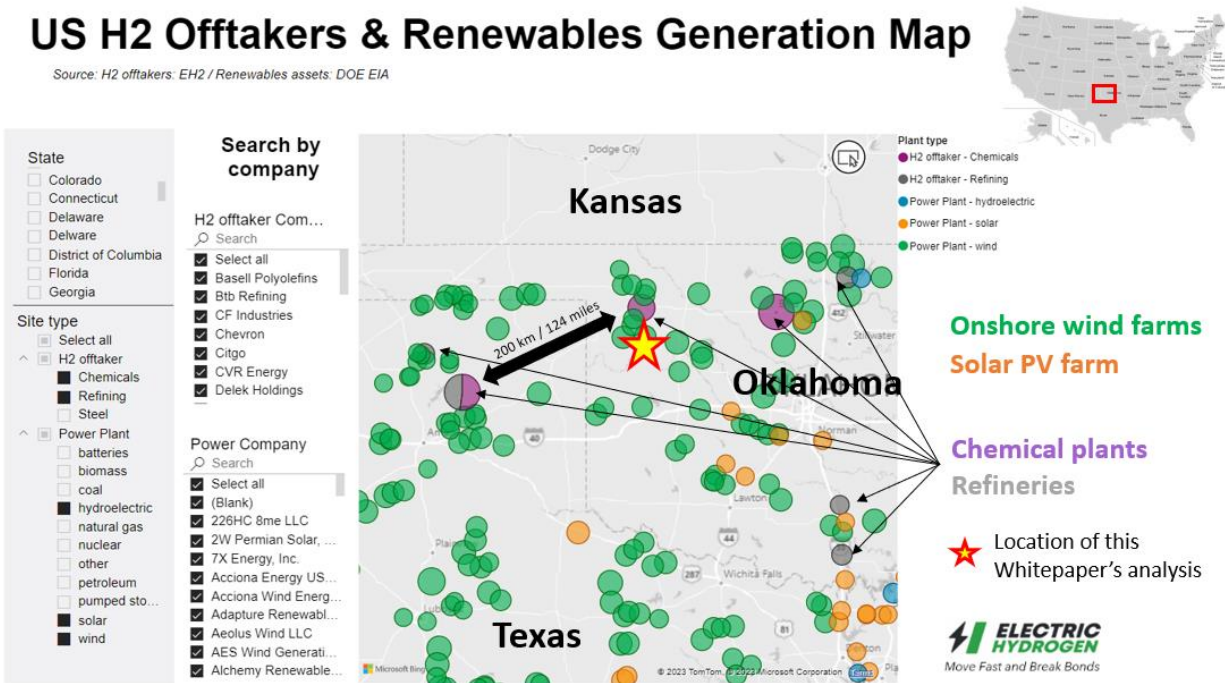 US H2 Offtakers & Renewables Generation Map
Source: H2 offtakers: EH2 / Renewables assets: DOE EIA
State
Colorado
Connecticut
Delaware
Delware
District of Columbia
Florida
Georgia
Site type
Select all
H2 offtaker
Chemicals
Refining
Steel
Power Plant
batteries
biomass
coal
hydroelectric
natural gas
nuclear
other
petroleum
pumped sto...
solar
wind
Search by
company
H2 offtaker Com...
Search
Select all
Basell Polyolefins
Btb Refining
CF Industries
Chevron
Citgo
CVR Energy
Delek Holdings
Power Company
Search
Select all
(Blank)
226HC 8me LLC
2W Permian Solar, ...
7X Energy, Inc.
Acciona Energy US...
Acciona Wind Energ...
Adapture Renewabl...
Aeolus Wind LLC
AES Wind Generati...
Alchemy Renewable...
Dodge City
Kansas
200 km / 124 miles
412
Stillwater
Oklahoma
40
Norman
Lawton
44
287
Wichita Falls
81
Texas
Microsoft Bing
© 2023 TomTom, © 2023 Microsoft Corporation
Plant type
H2 offtaker - Chemicals
H2 offtaker - Refining
Power Plant - hydroelectric
Power Plant - solar
Power Plant - wind
Onshore wind farms
Solar PV farm
Chemical plants
Refineries
Location of this
Whitepaper's analysis
ELECTRIC
HYDROGEN
Move Fast and Break Bonds